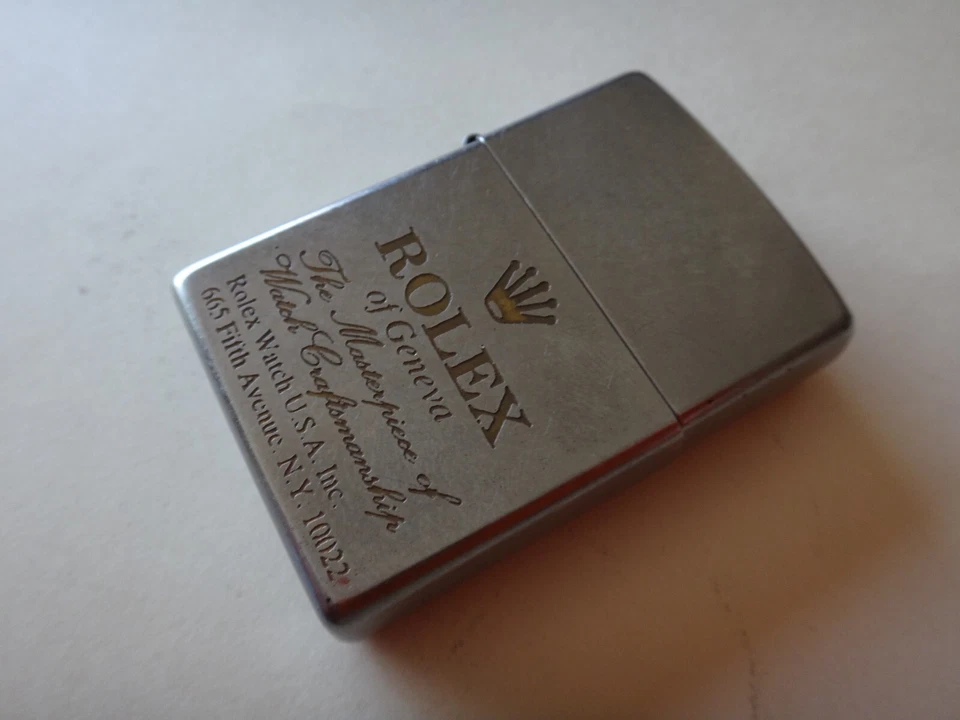 ROLEX
of Geneva
The Masterpiece of
Watch Craftsmanship
Rolex Watch U.S.A. Inc.
665 Fifth Avenue. N.Y. 10022